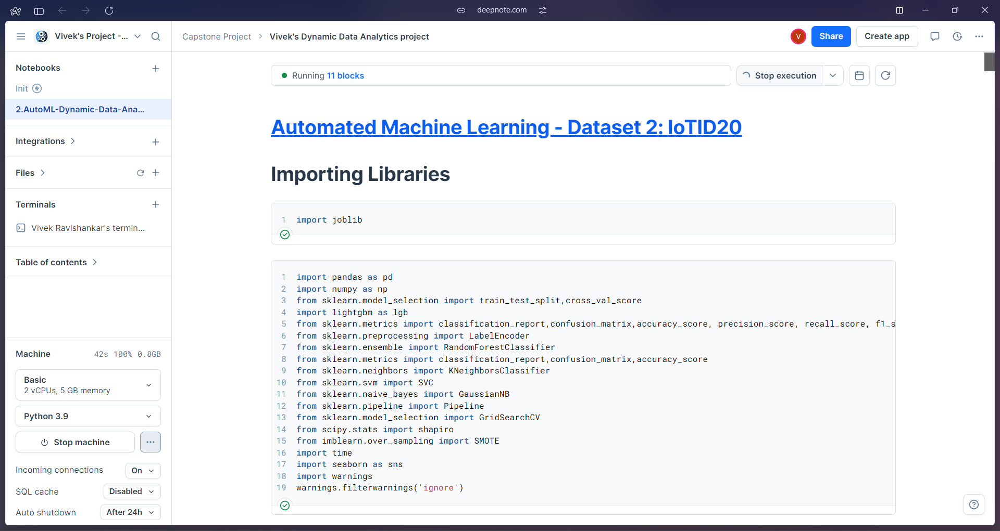 deepnote.com
Vivek's Project -...
Capstone Project > Vivek's Dynamic Data Analytics project
V
Share
Create app
Notebooks
Init
2.AutoML-Dynamic-Data-Ana...
Integrations
Files
Terminals
Vivek Ravishankar's termin...
Table of contents
Machine 42s 100% 0.8GB
Basic
2 vCPUs, 5 GB memory
Python 3.9
Stop machine
Incoming connections On
SQL cache Disabled
Auto shutdown After 24h
Running 11 blocks
Stop execution
Automated Machine Learning - Dataset 2: IoTID20
Importing Libraries
1 import joblib
1 import pandas as pd
2 import numpy as np
3 from sklearn.model_selection import train_test_split,cross_val_score
4 import lightgbm as lgb
5 from sklearn.metrics import classification_report,confusion_matrix,accuracy_score, precision_score, recall_score, f1_s
6 from sklearn.preprocessing import LabelEncoder
7 from sklearn.ensemble import RandomForestClassifier
8 from sklearn.metrics import classification_report,confusion_matrix,accuracy_score
9 from sklearn.neighbors import KNeighborsClassifier
10 from sklearn.svm import SVC
11 from sklearn.naive_bayes import GaussianNB
12 from sklearn.pipeline import Pipeline
13 from sklearn.model_selection import GridSearchCV
14 from scipy.stats import shapiro
15 from imblearn.over_sampling import SMOTE
16 import time
17 import seaborn as sns
18 import warnings
19 warnings.filterwarnings('ignore')